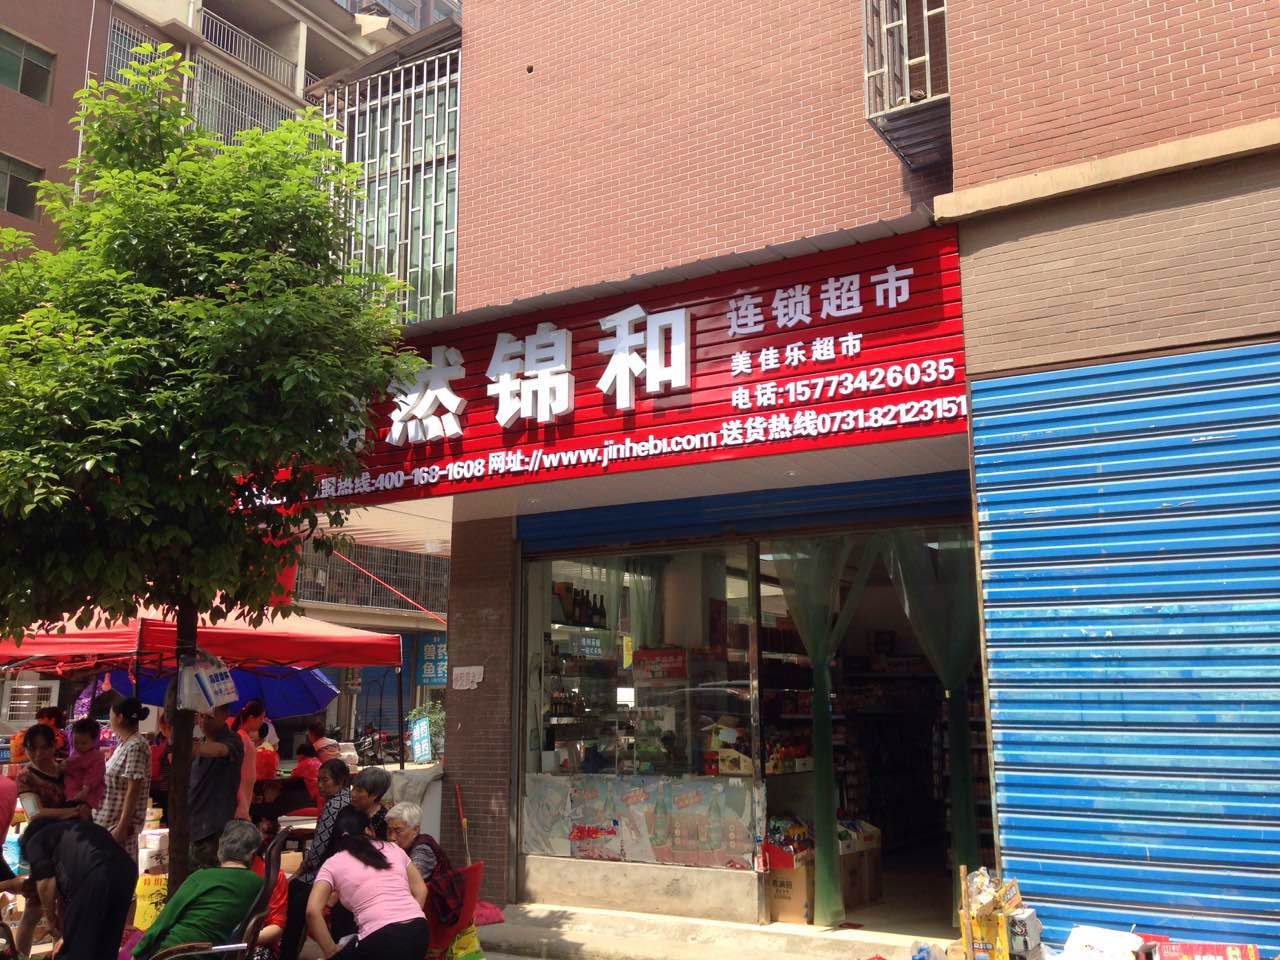 然锦和
连锁超市
美佳乐超市
电话:15773426035
热线:400-168-1608 网址://www.jinhebi.com 送货热线0731.82123151
兽药
鱼药